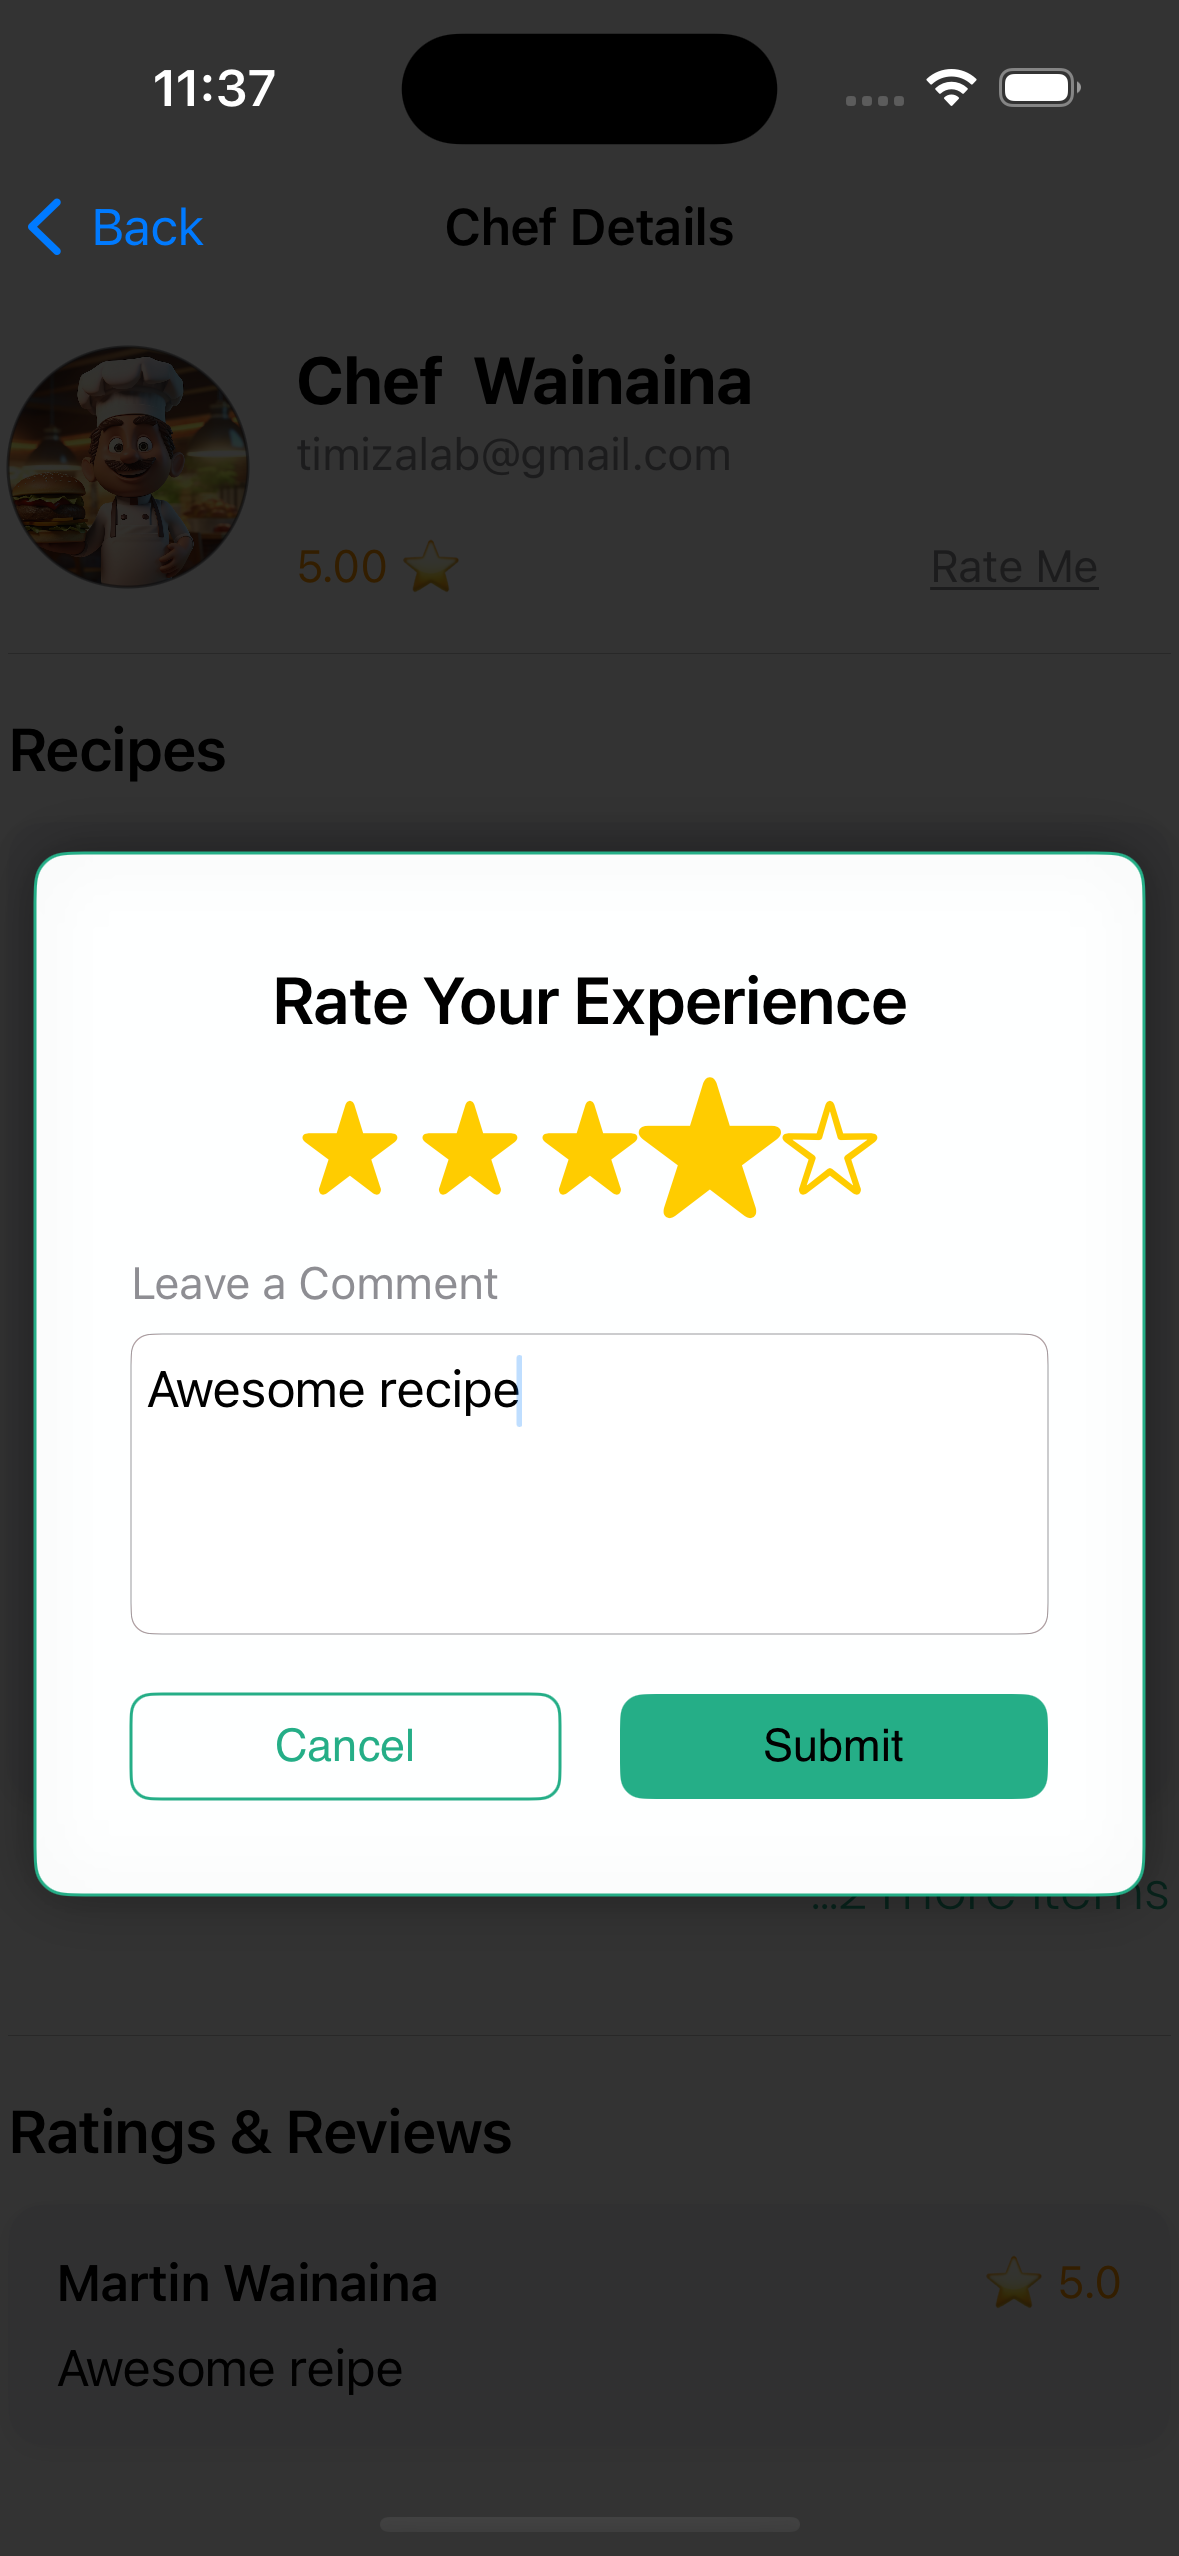 11:37
Back
Chef Details
Chef Wainaina
timizalab@gmail.com
5.00
Rate Me
Recipes
Rate Your Experience
Leave a Comment
Awesome recipe
Cancel
Submit
...2 more items
Ratings & Reviews
Martin Wainaina
5.0
Awesome reipe